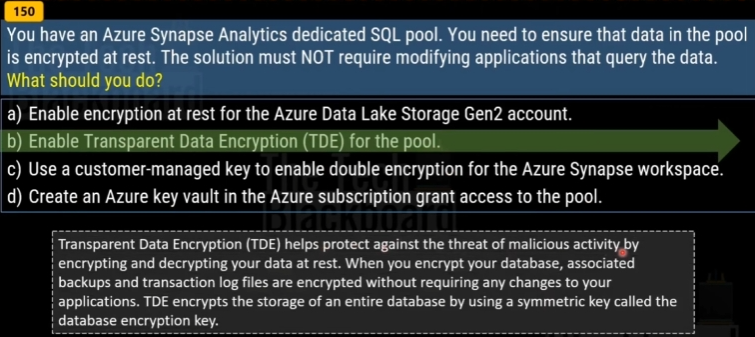 150
You have an Azure Synapse Analytics dedicated SQL pool. You need to ensure that data in the pool
is encrypted at rest. The solution must NOT require modifying applications that query the data.
What should you do?
a) Enable encryption at rest for the Azure Data Lake Storage Gen2 account.
b) Enable Transparent Data Encryption (TDE) for the pool.
c) Use a customer-managed key to enable double encryption for the Azure Synapse workspace.
d) Create an Azure key vault in the Azure subscription grant access to the pool.
The Tech
Blackboard
Transparent Data Encryption (TDE) helps protect against the threat of malicious activity by
encrypting and decrypting your data at rest. When you encrypt your database, associated
backups and transaction log files are encrypted without requiring any changes to your
applications. TDE encrypts the storage of an entire database by using a symmetric key called the
database encryption key.